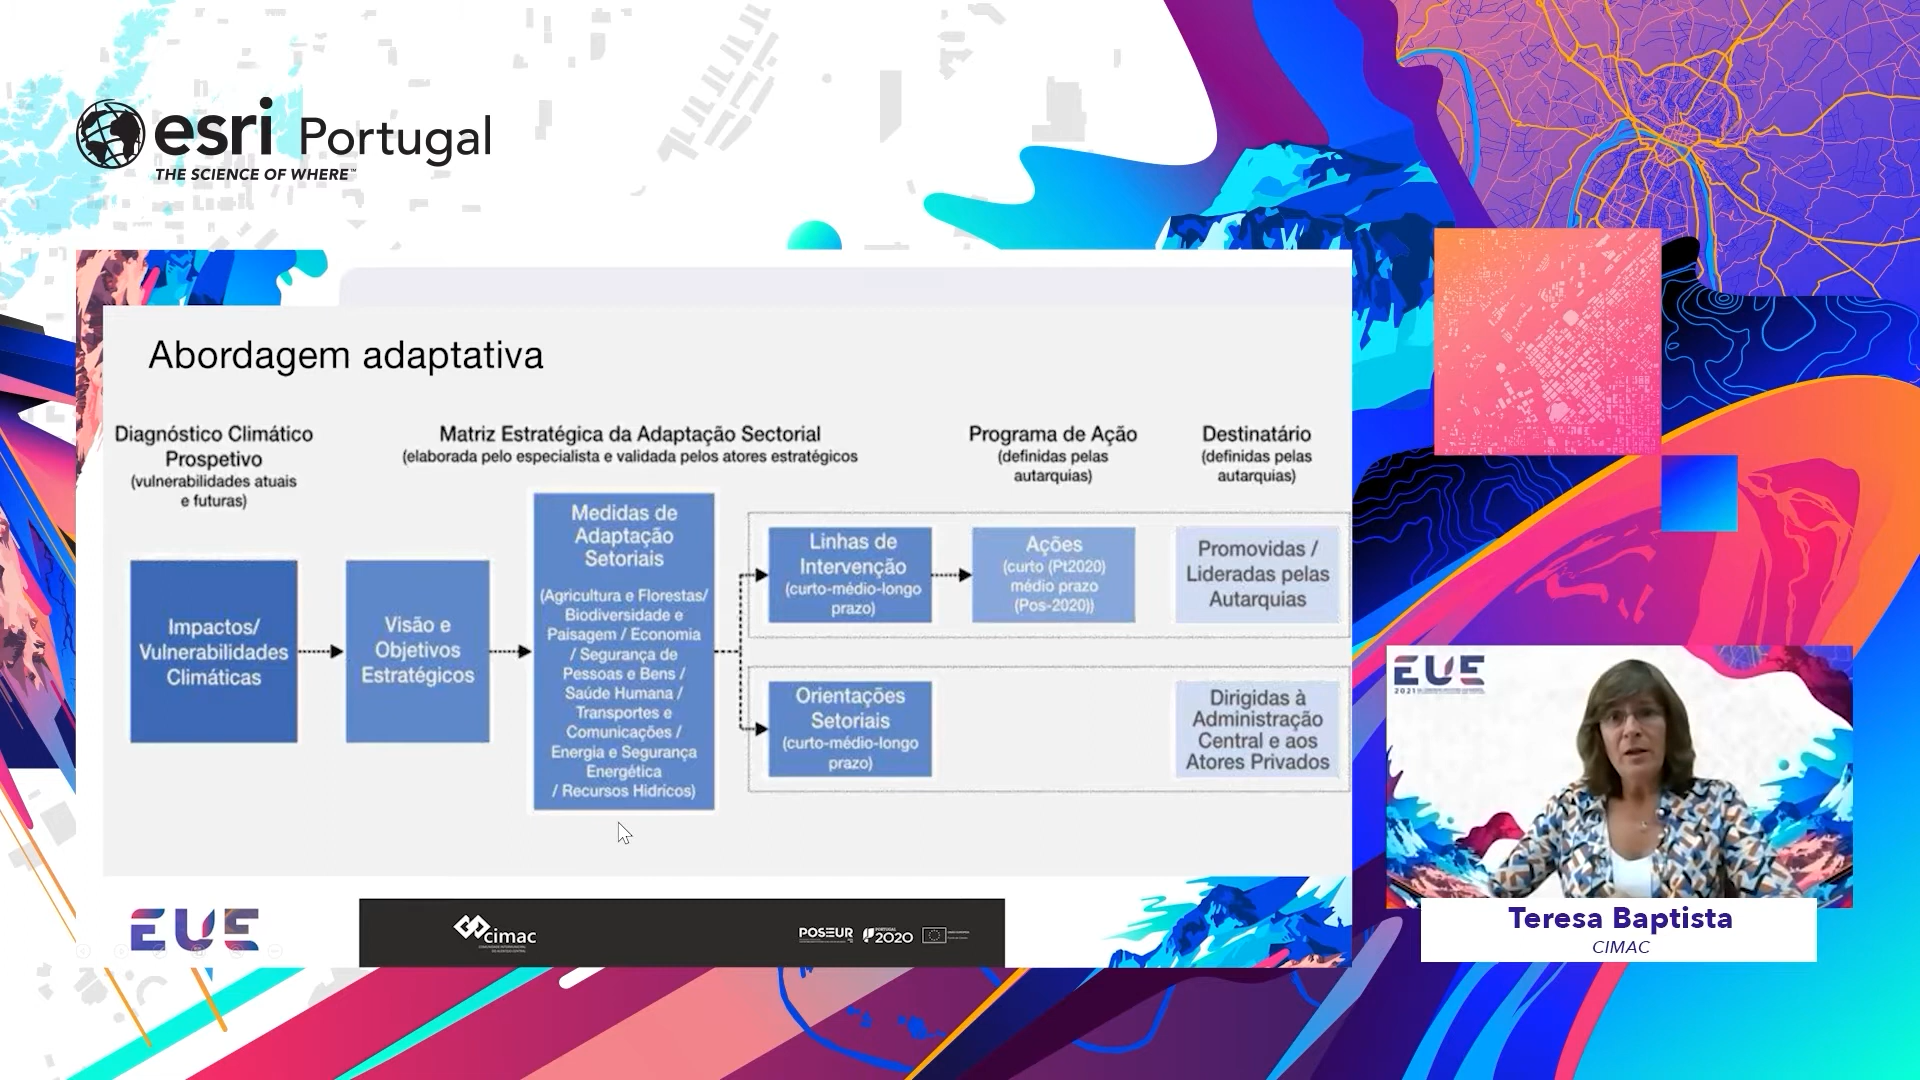 esri Portugal
THE SCIENCE OF WHERE™
Abordagem adaptativa
Diagnóstico Climático
Prospetivo
(vulnerabilidades atuais
e futuras)
Matriz Estratégica da Adaptação Sectorial
(elaborada pelo especialista e validada pelos atores estratégicos
Programa de Ação
(definidas pelas
autarquias)
Destinatário
(definidas pelas
autarquias)
Impactos/
Vulnerabilidades
Climáticas
Visão e
Objetivos
Estratégicos
Medidas de
Adaptação
Setoriais
(Agricultura e Florestas/
Biodiversidade e
Paisagem / Economia
/ Segurança de
Pessoas e Bens /
Saúde Humana /
Transportes e
Comunicações /
Energia e Segurança
Energética
/ Recursos Hidricos)
Linhas de
Intervenção
(curto-médio-longo
prazo)
Ações
(curto (Pt2020)
médio prazo
(Pos-2020))
Promovidas /
Lideradas pelas
Autarquias
Orientações
Setoriais
(curto-médio-longo
prazo)
Dirigidas à
Administração
Central e aos
Atores Privados
EUE
cimac
POSEUR
PORTUGAL
2020
EUE
2021
Teresa Baptista
CIMAC